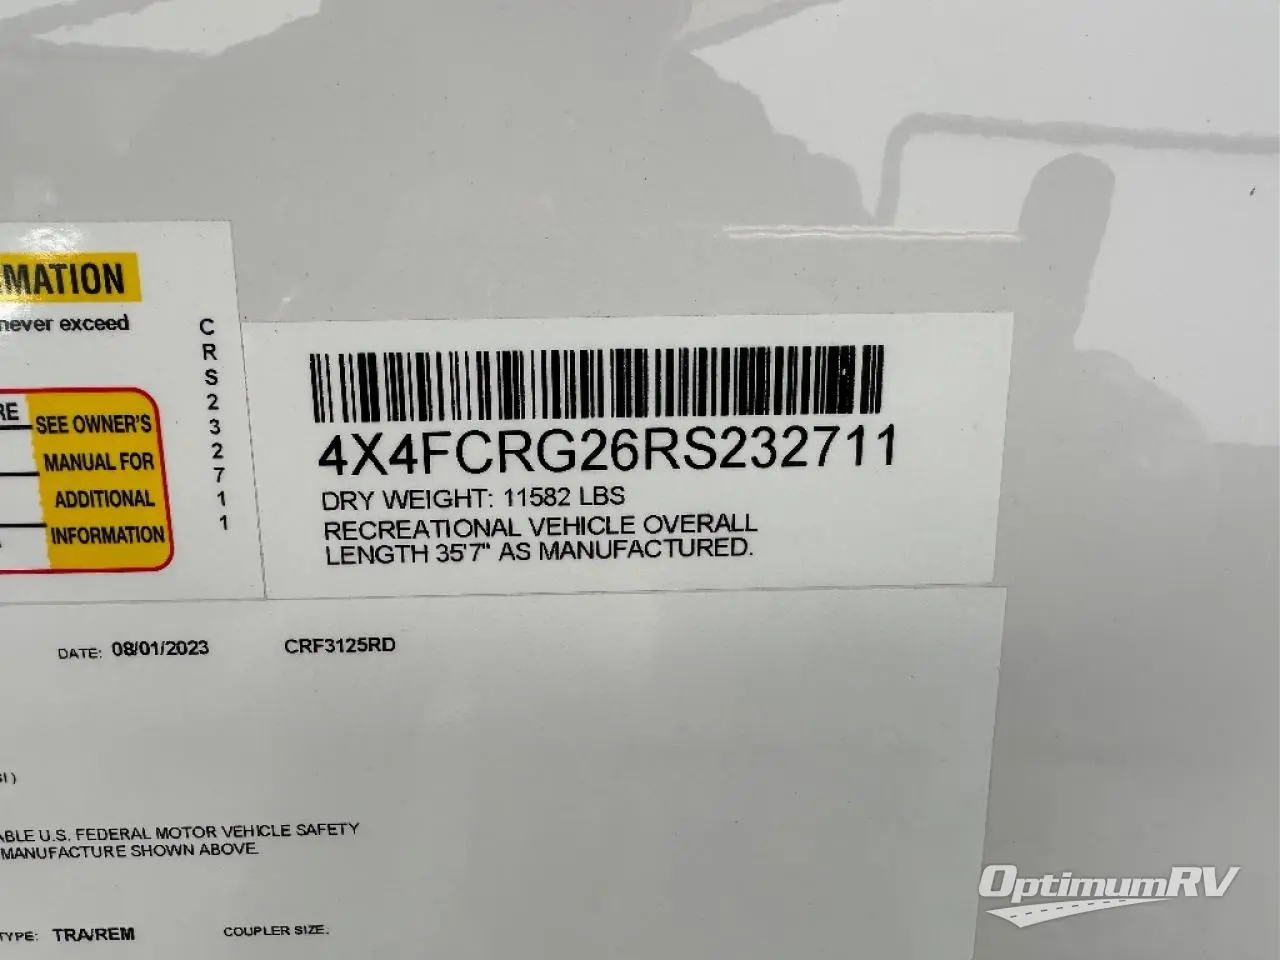 MATION
never exceed
RE
SEE OWNER'S
MANUAL FOR
ADDITIONAL
INFORMATION
C
R
S
2
3
2
7
1
1
4X4FCRG26RS232711
DRY WEIGHT: 11582 LBS
RECREATIONAL VEHICLE OVERALL
LENGTH 35'7" AS MANUFACTURED.
DATE: 08/01/2023 CRF3125RD
SI )
ABLE U.S. FEDERAL MOTOR VEHICLE SAFETY
MANUFACTURE SHOWN ABOVE.
TYPE: TRA/REM COUPLER SIZE:
OptimumRV